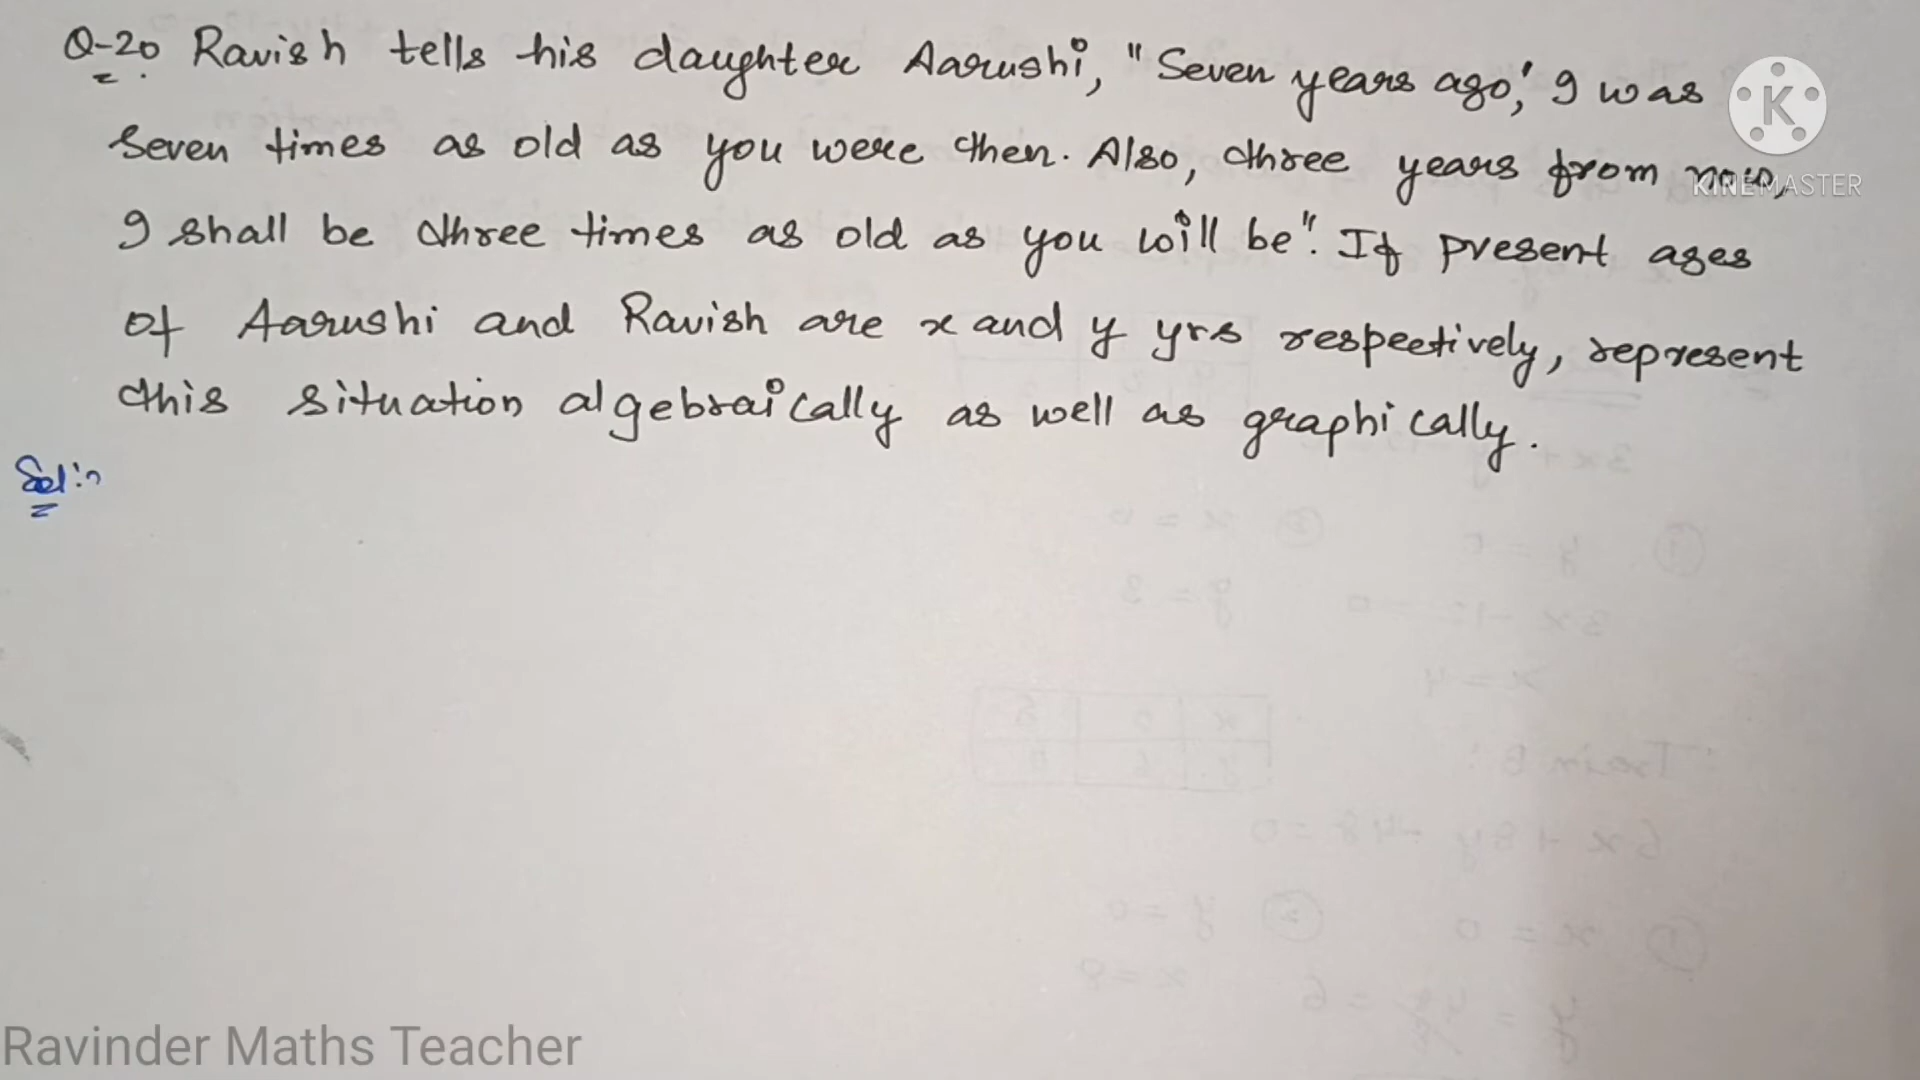 Q-20 Ravish tells his daughter Aarushi, "Seven years ago,' I was
seven times as old as you were then. Also, three years from now,
I shall be three times as old as you will be". If present ages
of Aarushi and Ravish are x and y yrs respectively, represent
this situation algebraically as well as graphically.
Sol:n
K
KINEMASTER
Ravinder Maths Teacher